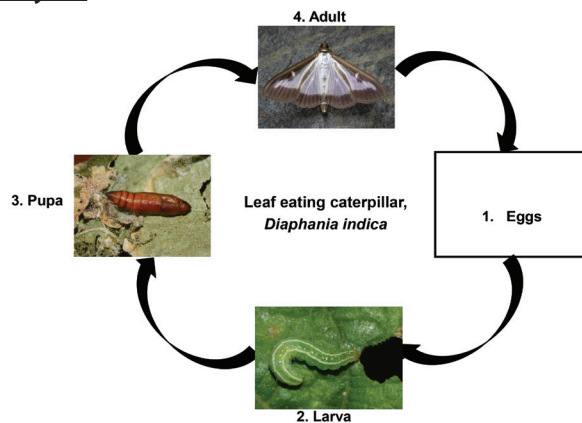 4. Adult
3. Pupa
Leaf eating caterpillar,
Diaphania indica
1. Eggs
2. Larva